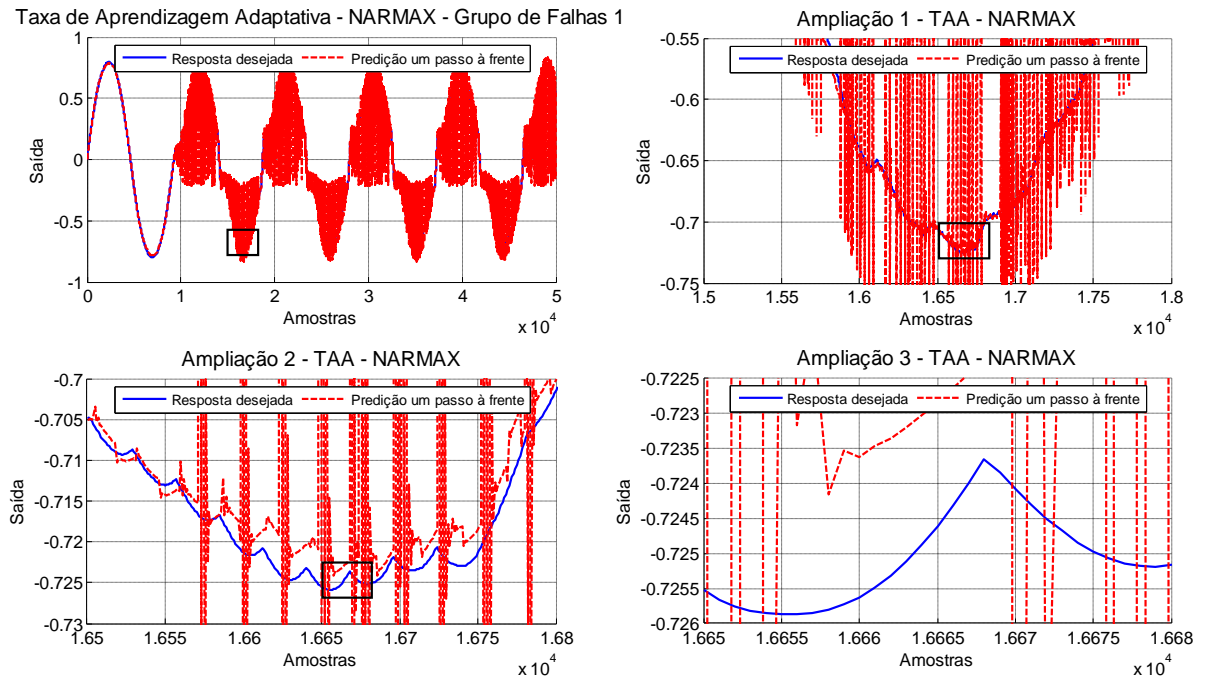 Taxa de Aprendizagem Adaptativa - NARMAX - Grupo de Falhas 1
Resposta desejada Predição um passo à frente
1
0.5
0
-0.5
-1
Saída
0 1 2 3 4 5
Amostras
x 10^4
Ampliação 1 - TAA - NARMAX
Resposta desejada Predição um passo à frente
-0.55
-0.6
-0.65
-0.7
-0.75
Saída
1.5 1.55 1.6 1.65 1.7 1.75 1.8
Amostras
x 10^4
Ampliação 2 - TAA - NARMAX
Resposta desejada Predição um passo à frente
-0.7
-0.705
-0.71
-0.715
-0.72
-0.725
-0.73
Saída
1.65 1.655 1.66 1.665 1.67 1.675 1.68
Amostras
x 10^4
Ampliação 3 - TAA - NARMAX
Resposta desejada Predição um passo à frente
-0.7225
-0.723
-0.7235
-0.724
-0.7245
-0.725
-0.7255
-0.726
Saída
1.665 1.6655 1.666 1.6665 1.667 1.6675 1.668
Amostras
x 10^4